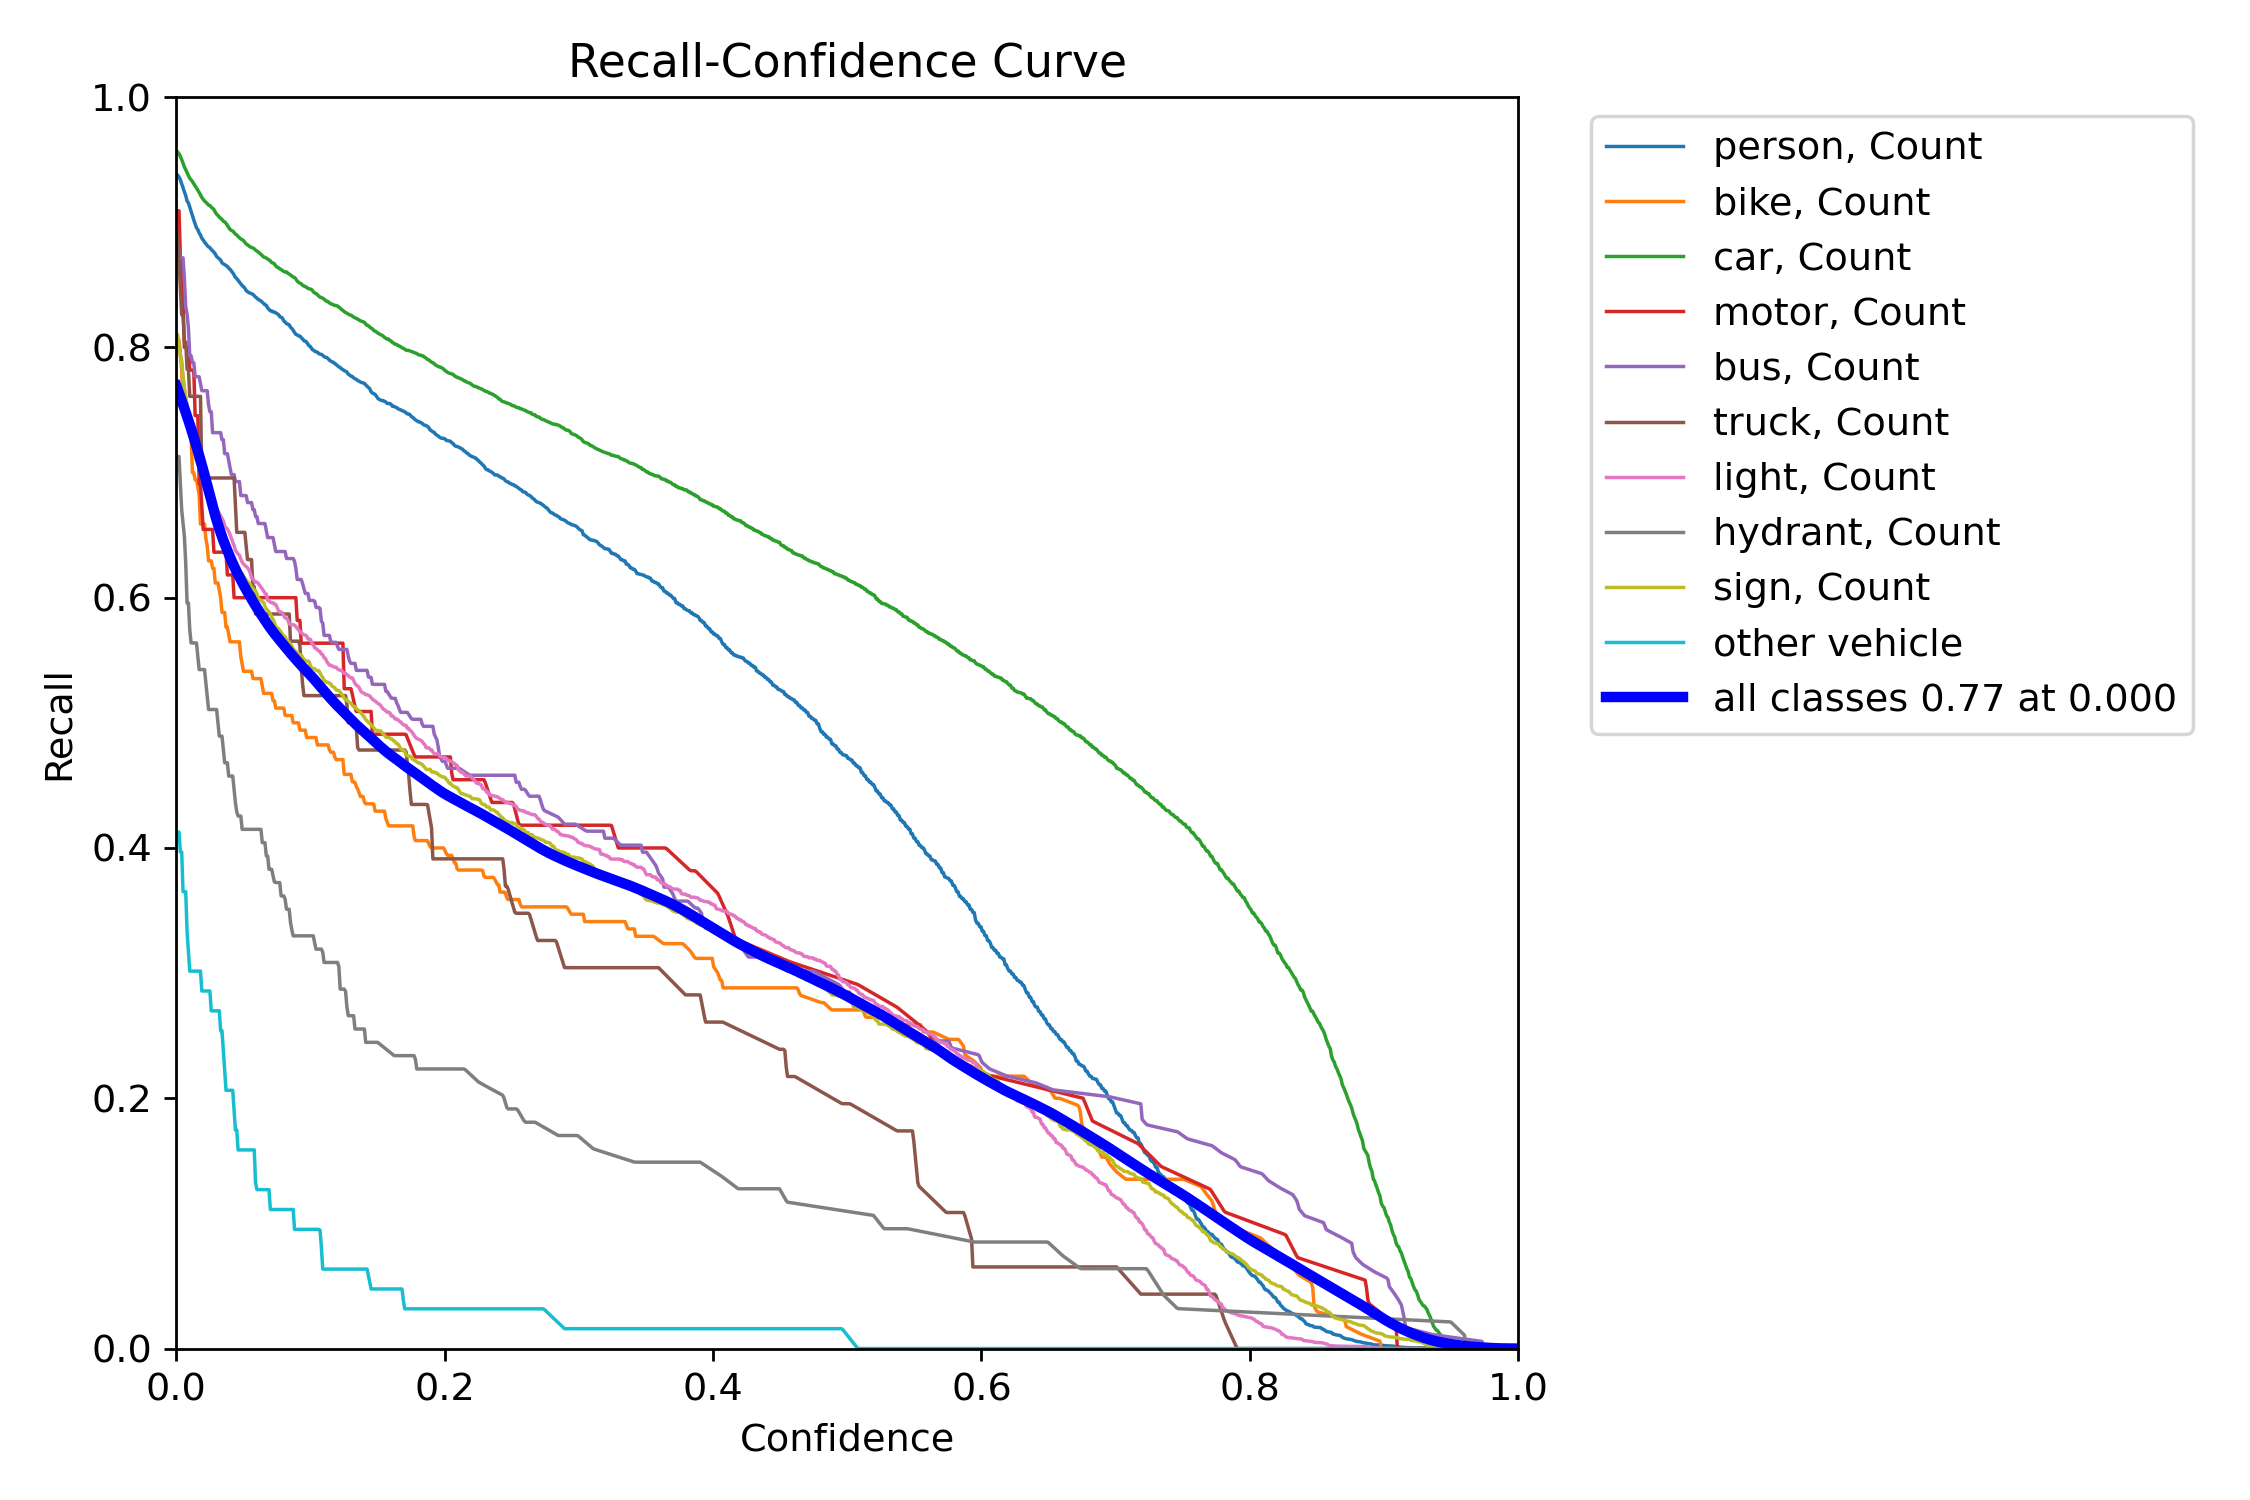 Recall-Confidence Curve
1.0
0.8
0.6
0.4
0.2
0.0
Recall
0.0
0.2
0.4
0.6
0.8
1.0
Confidence
person, Count
bike, Count
car, Count
motor, Count
bus, Count
truck, Count
light, Count
hydrant, Count
sign, Count
other vehicle
all classes 0.77 at 0.000